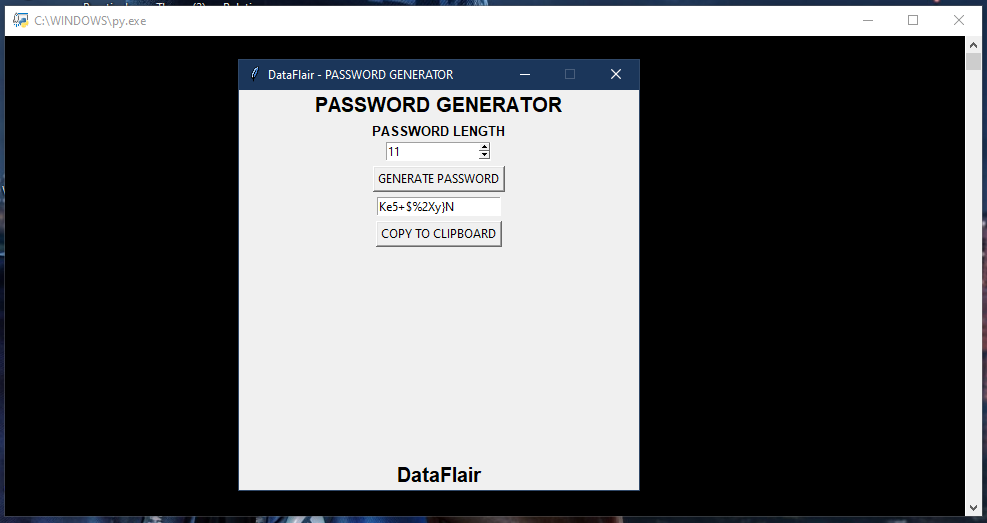 C:\WINDOWS\py.exe
DataFlair - PASSWORD GENERATOR
PASSWORD GENERATOR
PASSWORD LENGTH
11
GENERATE PASSWORD
Ke5+$%2Xy}N
COPY TO CLIPBOARD
DataFlair